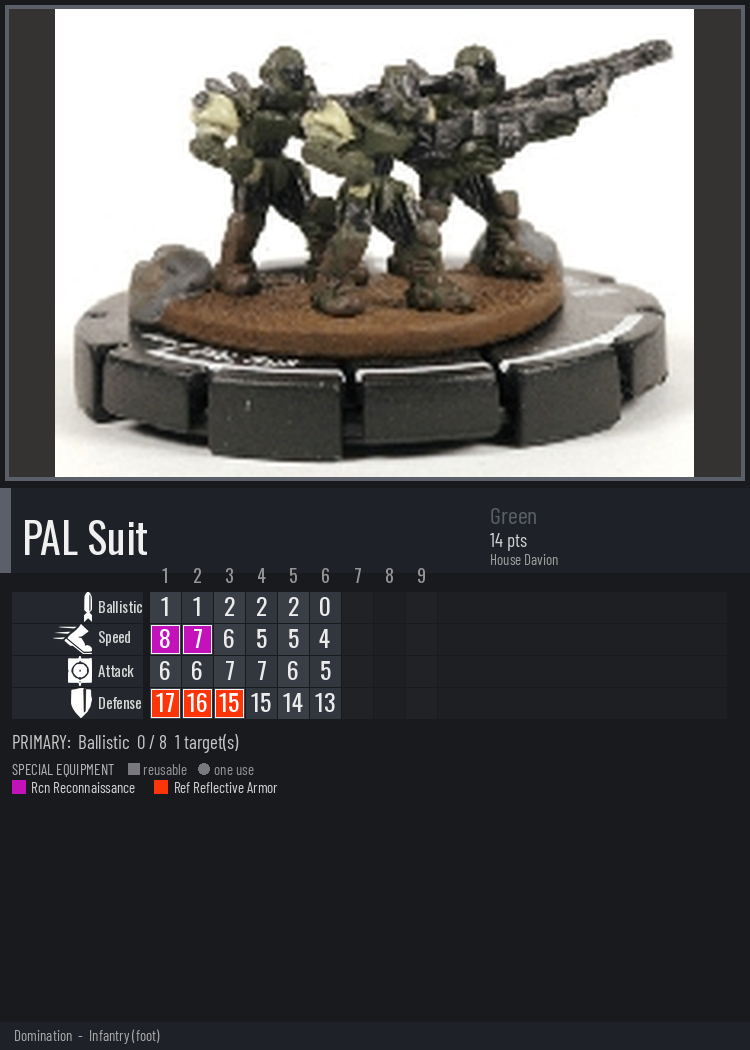 PAL Suit
Green
14 pts
House Davion
1 2 3 4 5 6 7 8 9
Ballistic 1 1 2 2 2 0
Speed 8 7 6 5 5 4
Attack 6 6 7 7 6 5
Defense 17 16 15 15 14 13
PRIMARY: Ballistic 0 / 8 1 target(s)
SPECIAL EQUIPMENT reusable one use
Rcn Reconnaissance Ref Reflective Armor
Domination - Infantry (foot)